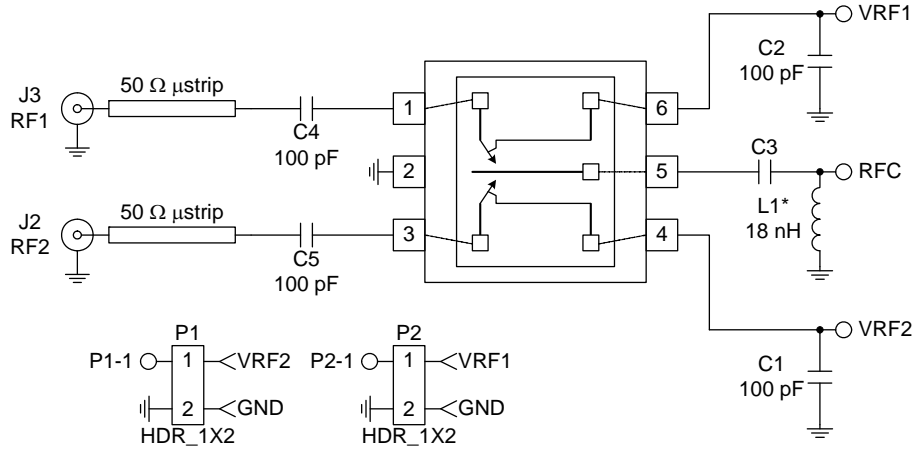 VRF1
C2
100 pF
J3
RF1
50 Ω µstrip
C4
100 pF
1
6
2
5
C3
RFC
L1*
18 nH
J2
RF2
50 Ω µstrip
C5
100 pF
3
4
VRF2
C1
100 pF
P1
P1-1
1
VRF2
2
GND
HDR_1X2
P2
P2-1
1
VRF1
2
GND
HDR_1X2